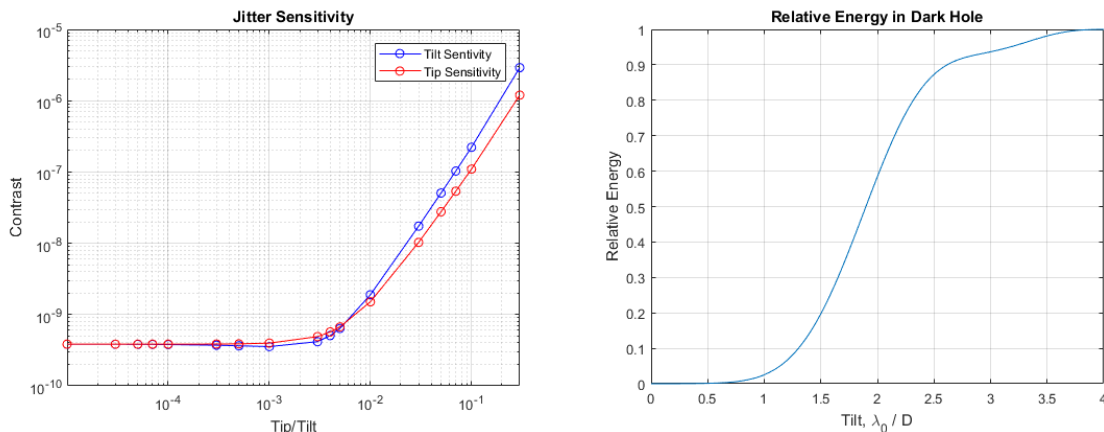 Jitter Sensitivity
10^-5
10^-6
10^-7
10^-8
10^-9
10^-10
Contrast
Tilt Sentivity
Tip Sensitivity
10^-4
10^-3
10^-2
10^-1
Tip/Tilt
Relative Energy in Dark Hole
1
0.9
0.8
0.7
0.6
0.5
0.4
0.3
0.2
0.1
0
Relative Energy
0 0.5 1 1.5 2 2.5 3 3.5 4
Tilt, λ₀ / D